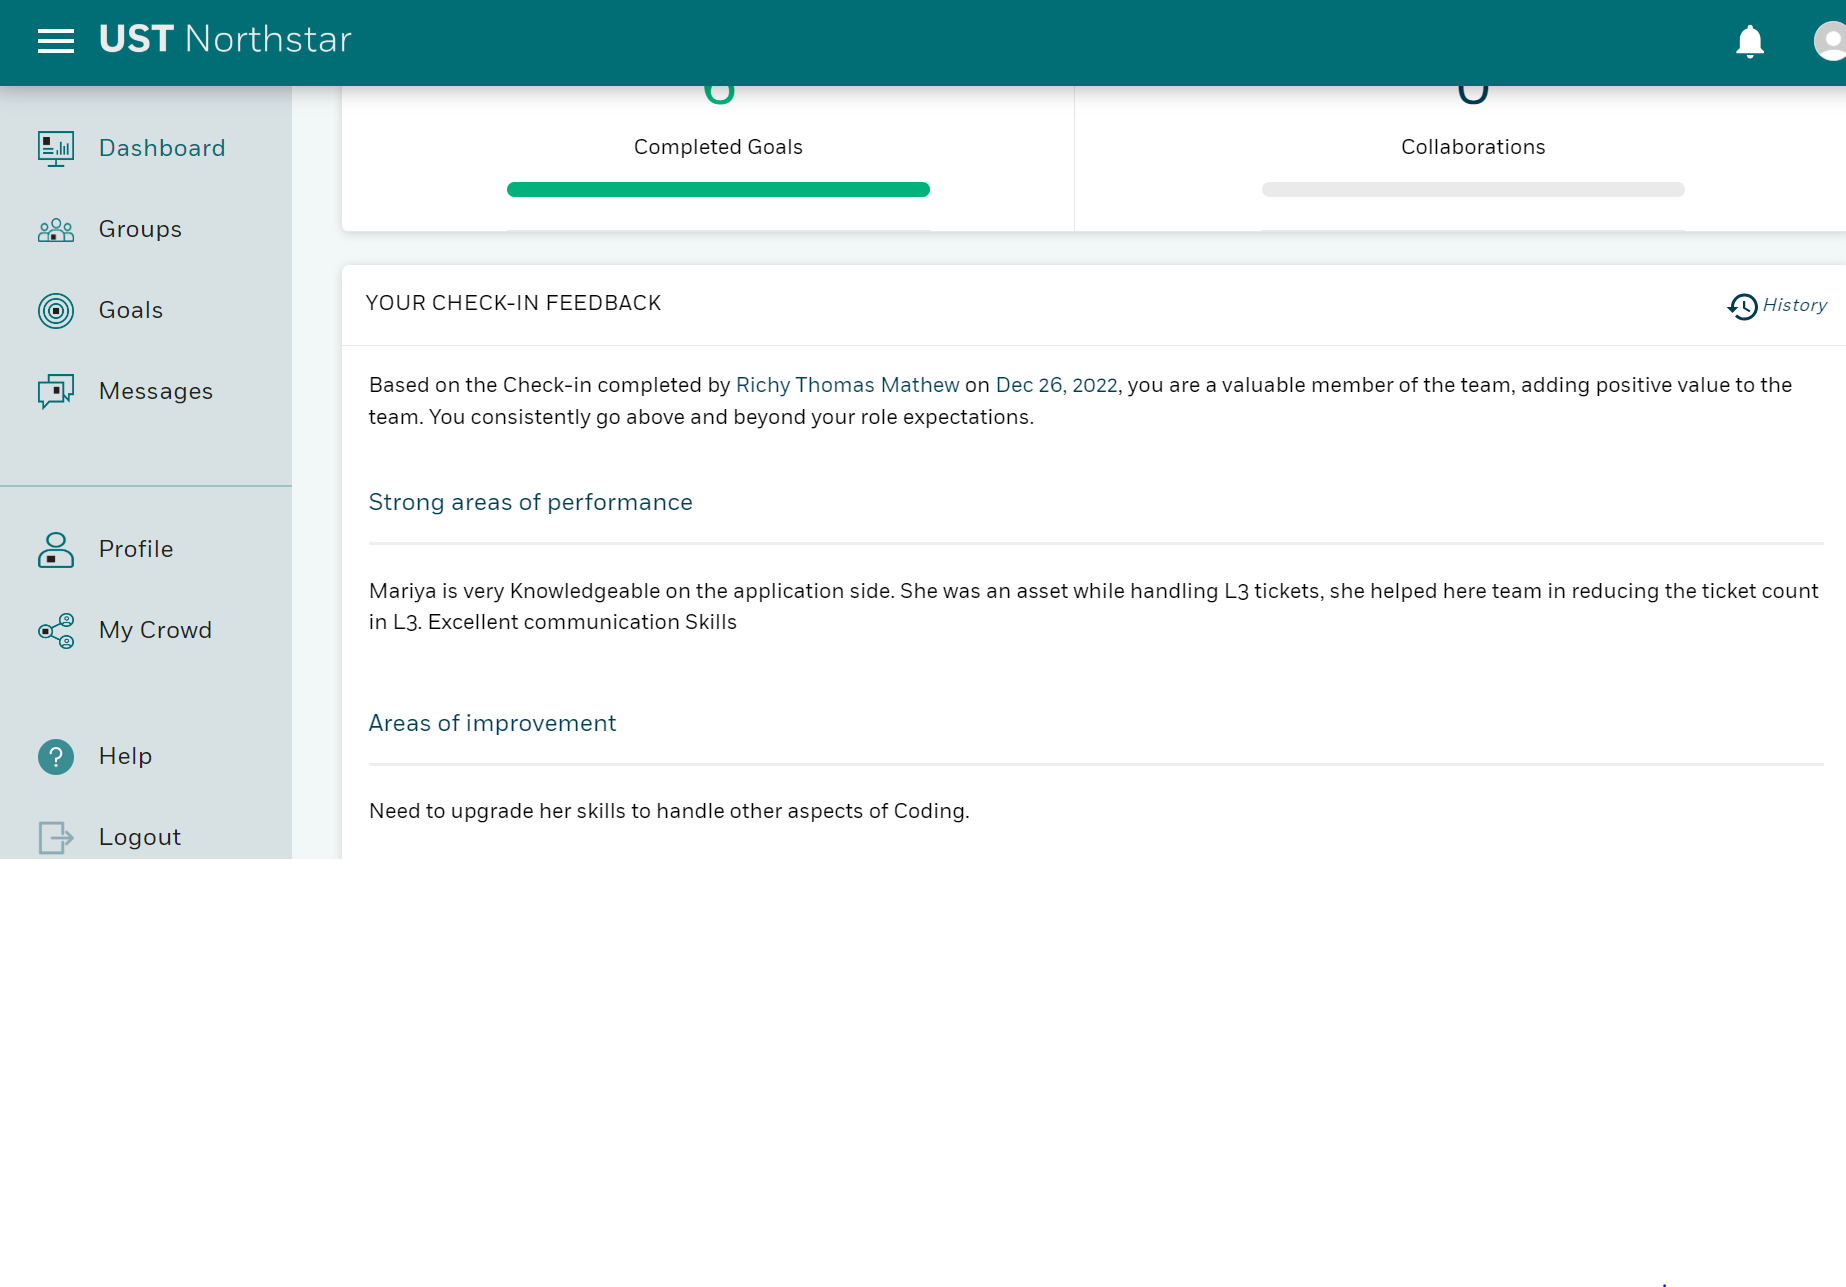 UST Northstar
Dashboard
Groups
Goals
Messages
Profile
My Crowd
Help
Logout
Completed Goals
Collaborations
YOUR CHECK-IN FEEDBACK
History
Based on the Check-in completed by Richy Thomas Mathew on Dec 26, 2022, you are a valuable member of the team, adding positive value to the
team. You consistently go above and beyond your role expectations.
Strong areas of performance
Mariya is very Knowledgeable on the application side. She was an asset while handling L3 tickets, she helped here team in reducing the ticket count
in L3. Excellent communication Skills
Areas of improvement
Need to upgrade her skills to handle other aspects of Coding.